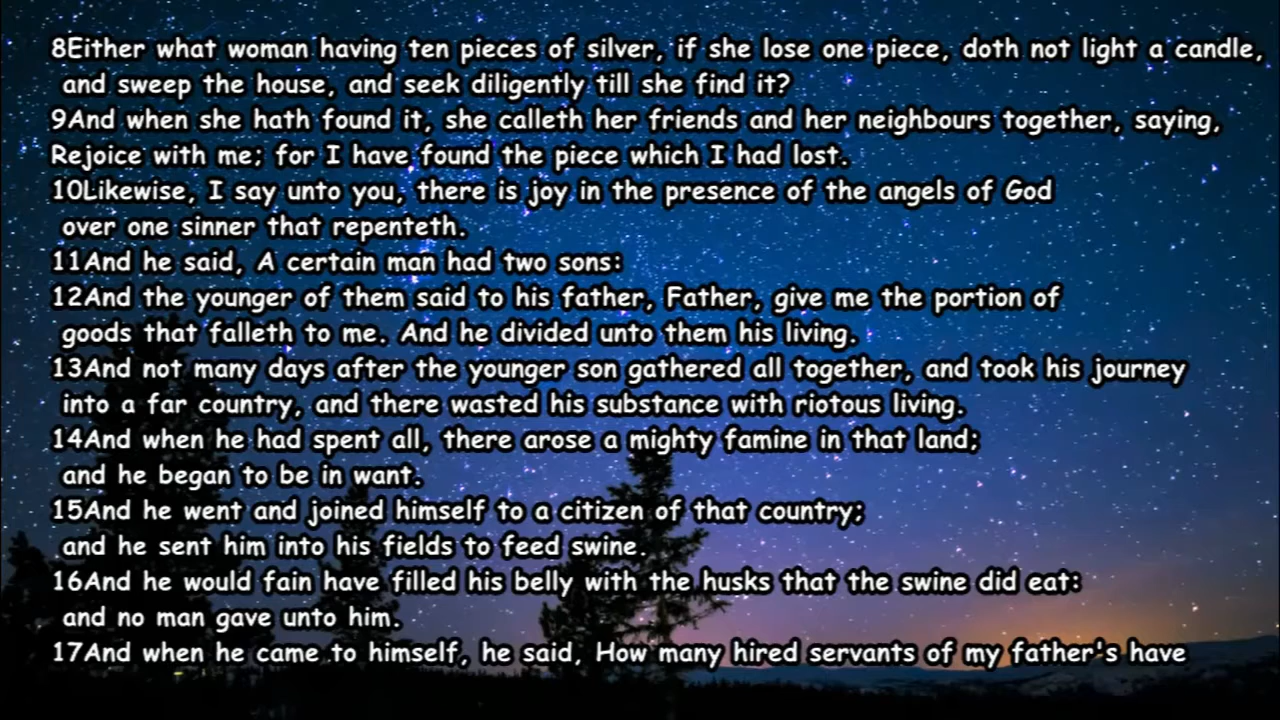 8Either what woman having ten pieces of silver, if she lose one piece, doth not light a candle,
and sweep the house, and seek diligently till she find it?
9And when she hath found it, she calleth her friends and her neighbours together, saying,
Rejoice with me; for I have found the piece which I had lost.
10Likewise, I say unto you, there is joy in the presence of the angels of God
over one sinner that repenteth.
11And he said, A certain man had two sons:
12And the younger of them said to his father, Father, give me the portion of
goods that falleth to me. And he divided unto them his living.
13And not many days after the younger son gathered all together, and took his journey
into a far country, and there wasted his substance with riotous living.
14And when he had spent all, there arose a mighty famine in that land;
and he began to be in want.
15And he went and joined himself to a citizen of that country;
and he sent him into his fields to feed swine.
16And he would fain have filled his belly with the husks that the swine did eat:
and no man gave unto him.
17And when he came to himself, he said, How many hired servants of my father's have